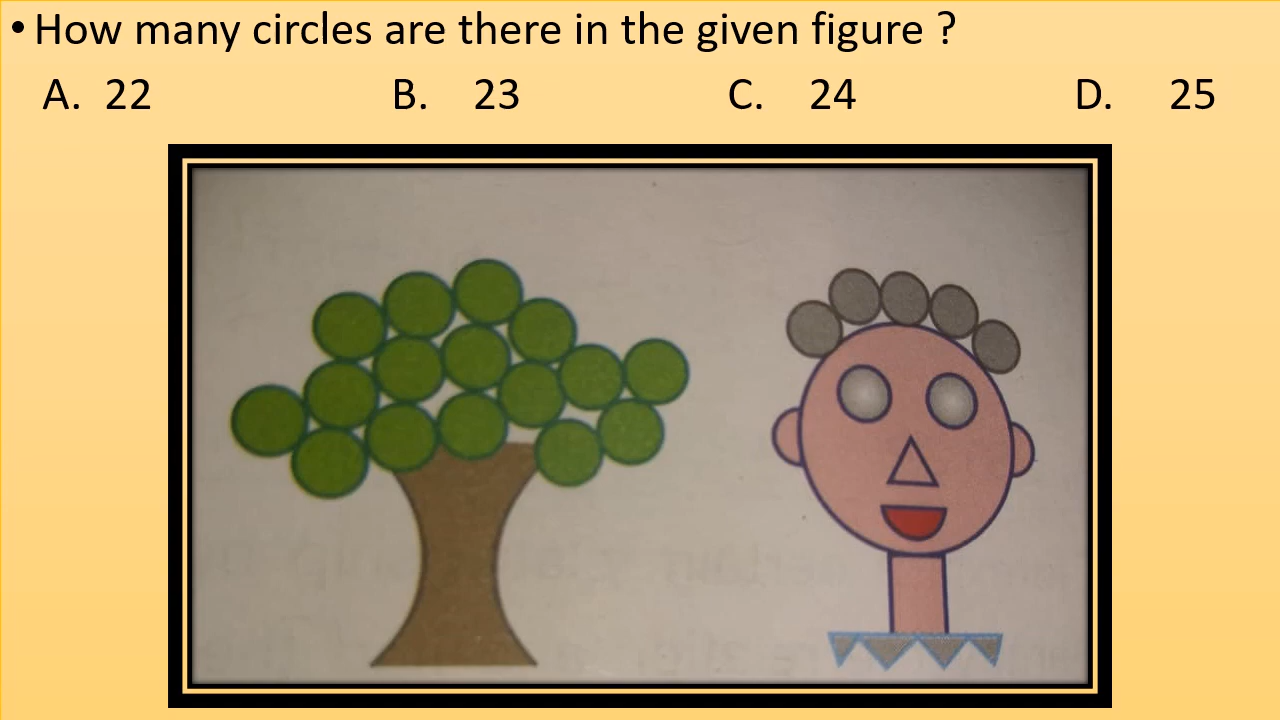 • How many circles are there in the given figure ?
A. 22 B. 23 C. 24 D. 25